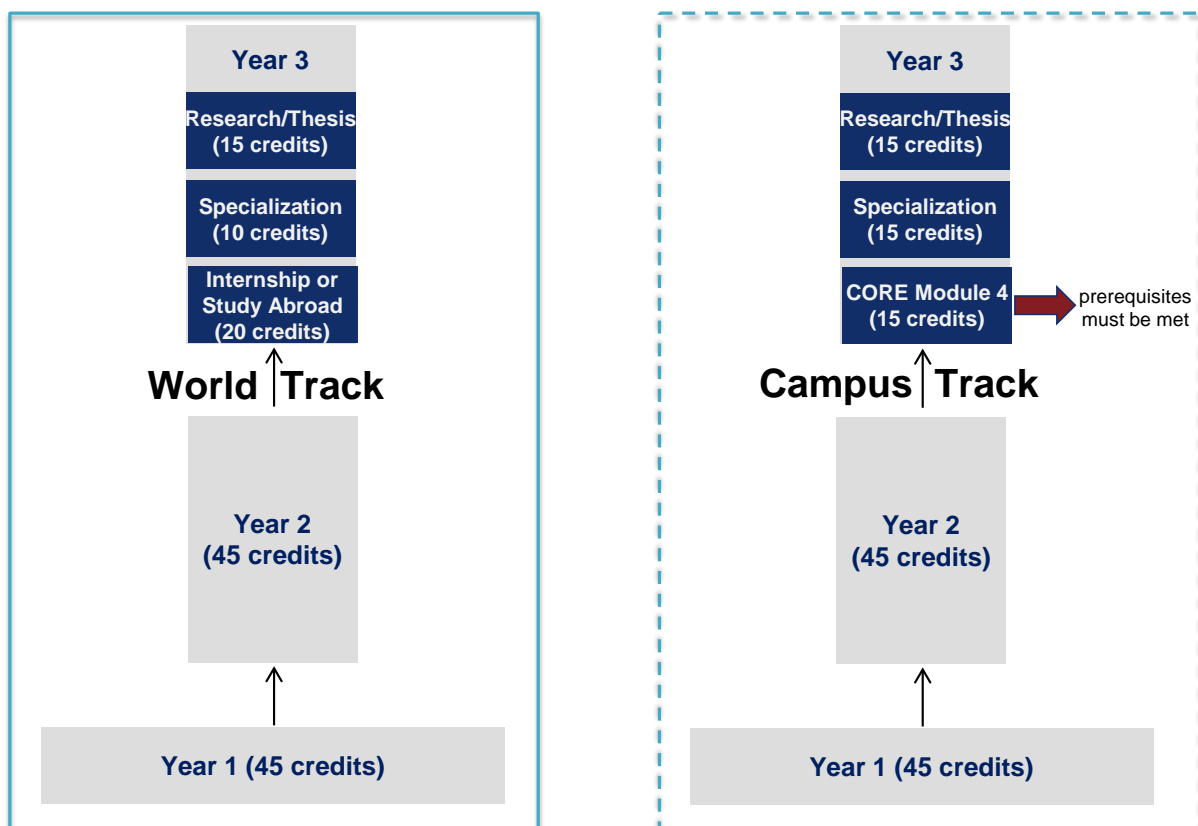 Year 3
Research/Thesis
(15 credits)
Specialization
(10 credits)
Internship or
Study Abroad
(20 credits)
World Track
Year 2
(45 credits)
Year 1 (45 credits)
Year 3
Research/Thesis
(15 credits)
Specialization
(15 credits)
CORE Module 4
(15 credits)
prerequisites
must be met
Campus Track
Year 2
(45 credits)
Year 1 (45 credits)